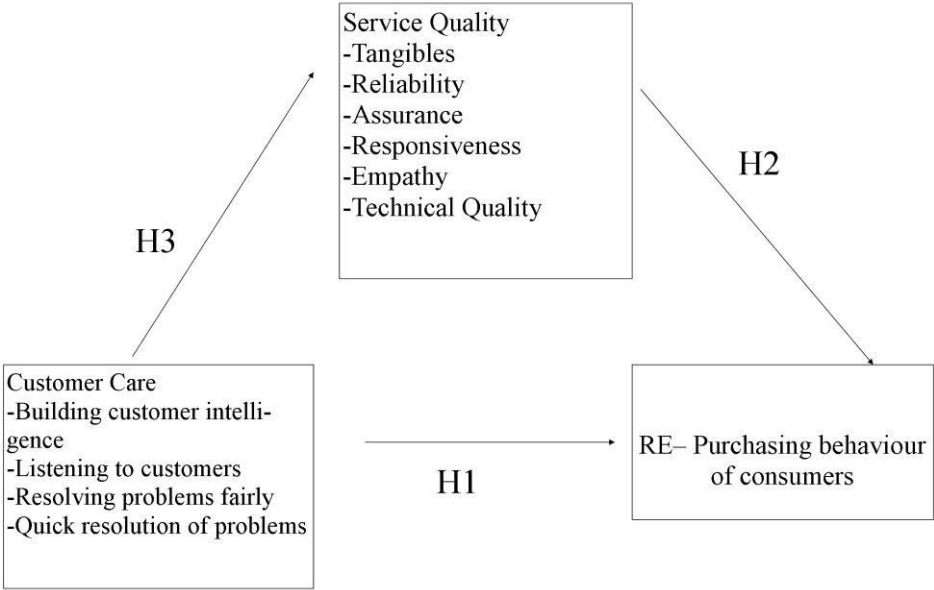 Service Quality
-Tangibles
-Reliability
-Assurance
-Responsiveness
-Empathy
-Technical Quality
H3
H2
Customer Care
-Building customer intelli-
gence
-Listening to customers
-Resolving problems fairly
-Quick resolution of problems
H1
RE– Purchasing behaviour
of consumers